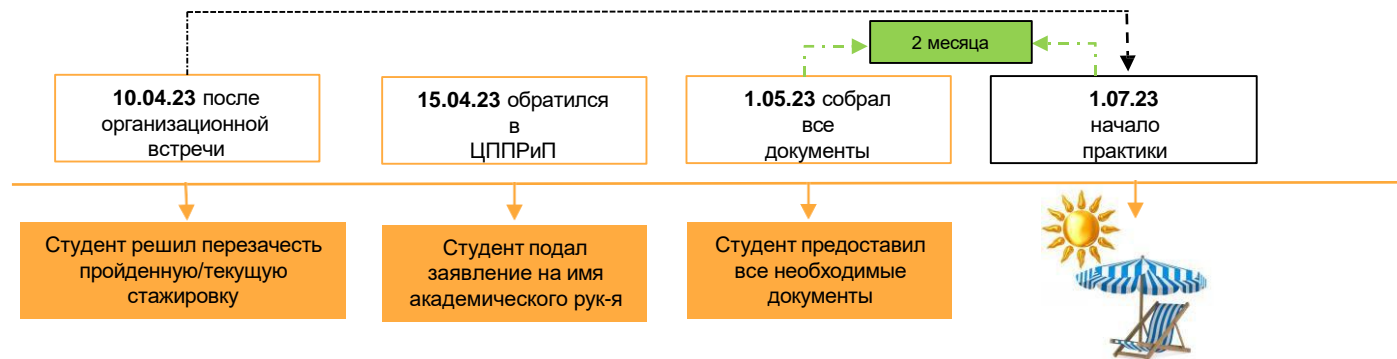 2 месяца
10.04.23 после
организационной
встречи
15.04.23 обратился
в
ЦППРиП
1.05.23 собрал
все
документы
1.07.23
начало
практики
Студент решил перезачесть
пройденную/текущую
стажировку
Студент подал
заявление на имя
академического рук-я
Студент предоставил
все необходимые
документы